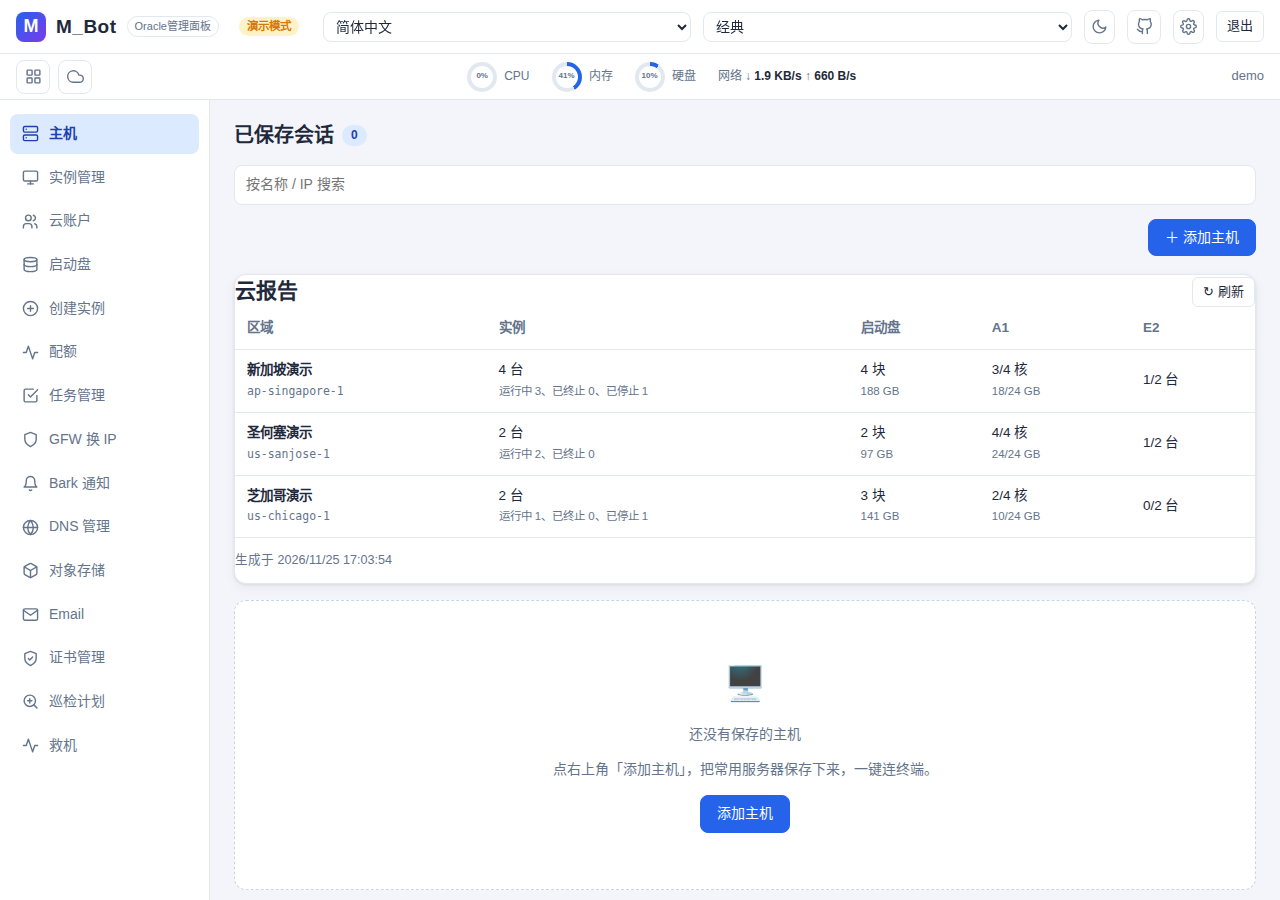 M M_Bot Oracle管理面板 演示模式 简体中文 经典 退出
0% CPU 41% 内存 10% 硬盘 网络 ↓ 1.9 KB/s ↑ 660 B/s demo
主机
实例管理
云账户
启动盘
创建实例
配额
任务管理
GFW 换 IP
Bark 通知
DNS 管理
对象存储
Email
证书管理
巡检计划
救机
已保存会话 0
按名称 / IP 搜索
＋ 添加主机
云报告 ↻ 刷新
区域 实例 启动盘 A1 E2
新加坡演示 4 台 4 块 3/4 核 1/2 台
ap-singapore-1 运行中 3、已终止 0、已停止 1 188 GB 18/24 GB
圣何塞演示 2 台 2 块 4/4 核 1/2 台
us-sanjose-1 运行中 2、已终止 0 97 GB 24/24 GB
芝加哥演示 2 台 3 块 2/4 核 0/2 台
us-chicago-1 运行中 1、已终止 0、已停止 1 141 GB 10/24 GB
生成于 2026/11/25 17:03:54
还没有保存的主机
点右上角「添加主机」，把常用服务器保存下来，一键连终端。
添加主机